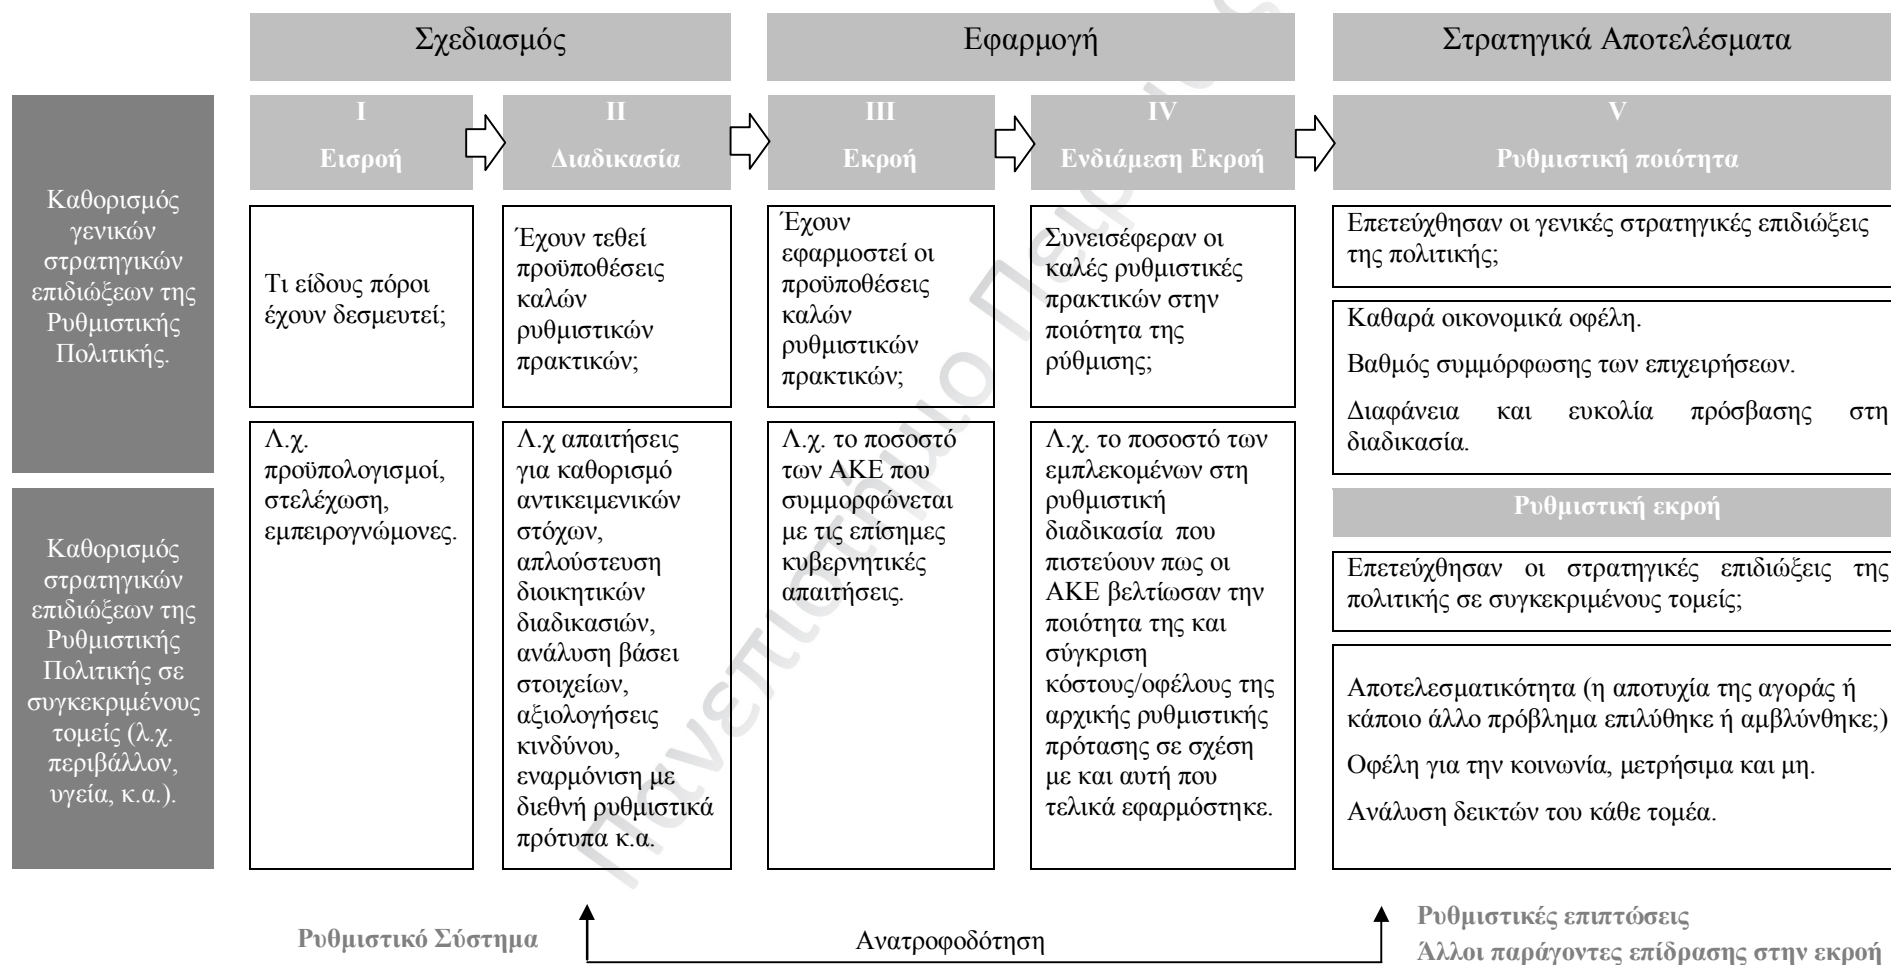 Σχεδιασμός
Εφαρμογή
Στρατηγικά Αποτελέσματα
Καθορισμός
γενικών
στρατηγικών
επιδιώξεων της
Ρυθμιστικής
Πολιτικής.
Καθορισμός
στρατηγικών
επιδιώξεων της
Ρυθμιστικής
Πολιτικής σε
συγκεκριμένους
τομείς (λ.χ.
περιβάλλον,
υγεία, κ.α.).
I
Εισροή
Τι είδους πόροι
έχουν δεσμευτεί;
Λ.χ.
προϋπολογισμοί,
στελέχωση,
εμπειρογνώμονες.
II
Διαδικασία
Έχουν τεθεί
προϋποθέσεις
καλών
ρυθμιστικών
πρακτικών;
Λ.χ απαιτήσεις
για καθορισμό
αντικειμενικών
στόχων,
απλούστευση
διοικητικών
διαδικασιών,
ανάλυση βάσει
στοιχείων,
αξιολογήσεις
κινδύνου,
εναρμόνιση με
διεθνή ρυθμιστικά
πρότυπα κ.α.
III
Εκροή
Έχουν
εφαρμοστεί οι
προϋποθέσεις
καλών
ρυθμιστικών
πρακτικών;
Λ.χ. το ποσοστό
των ΑΚΕ που
συμμορφώνεται
με τις επίσημες
κυβερνητικές
απαιτήσεις.
IV
Ενδιάμεση Εκροή
Συνεισέφεραν οι
καλές ρυθμιστικές
πρακτικών στην
ποιότητα της
ρύθμισης;
Λ.χ. το ποσοστό των
εμπλεκομένων στη
ρυθμιστική
διαδικασία που
πιστεύουν πως οι
ΑΚΕ βελτίωσαν την
ποιότητα της και
σύγκριση
κόστους/οφέλους της
αρχικής ρυθμιστικής
πρότασης σε σχέση
με και αυτή που
τελικά εφαρμόστηκε.
V
Ρυθμιστική ποιότητα
Επετεύχθησαν οι γενικές στρατηγικές επιδιώξεις
της πολιτικής;
Καθαρά οικονομικά οφέλη.
Βαθμός συμμόρφωσης των επιχειρήσεων.
Διαφάνεια και ευκολία πρόσβασης στη
διαδικασία.
Ρυθμιστική εκροή
Επετεύχθησαν οι στρατηγικές επιδιώξεις της
πολιτικής σε συγκεκριμένους τομείς;
Αποτελεσματικότητα (η αποτυχία της αγοράς ή
κάποιο άλλο πρόβλημα επιλύθηκε ή αμβλύνθηκε;)
Οφέλη για την κοινωνία, μετρήσιμα και μη.
Ανάλυση δεικτών του κάθε τομέα.
Ρυθμιστικό Σύστημα
Ανατροφοδότηση
Ρυθμιστικές επιπτώσεις
Άλλοι παράγοντες επίδρασης στην εκροή
Πανεπιστήμιο